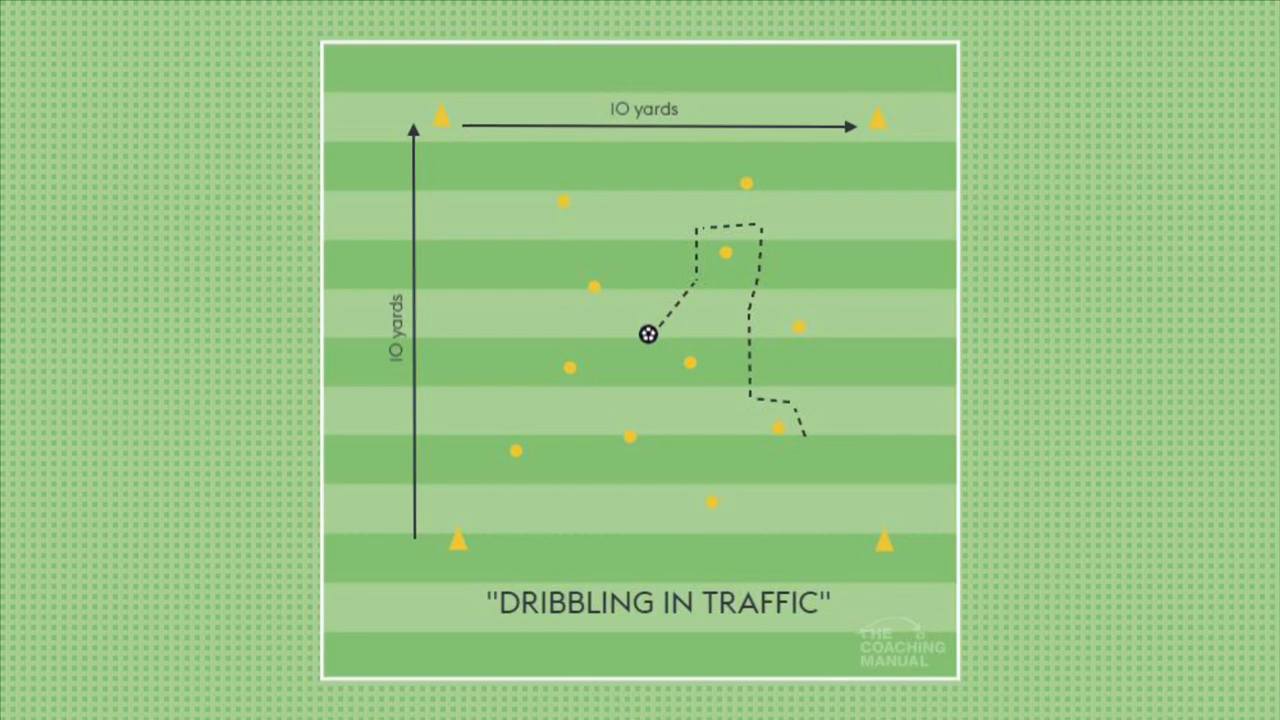 10 yards
10 yards
"DRIBBLING IN TRAFFIC"
THE
COACHING
MANUAL